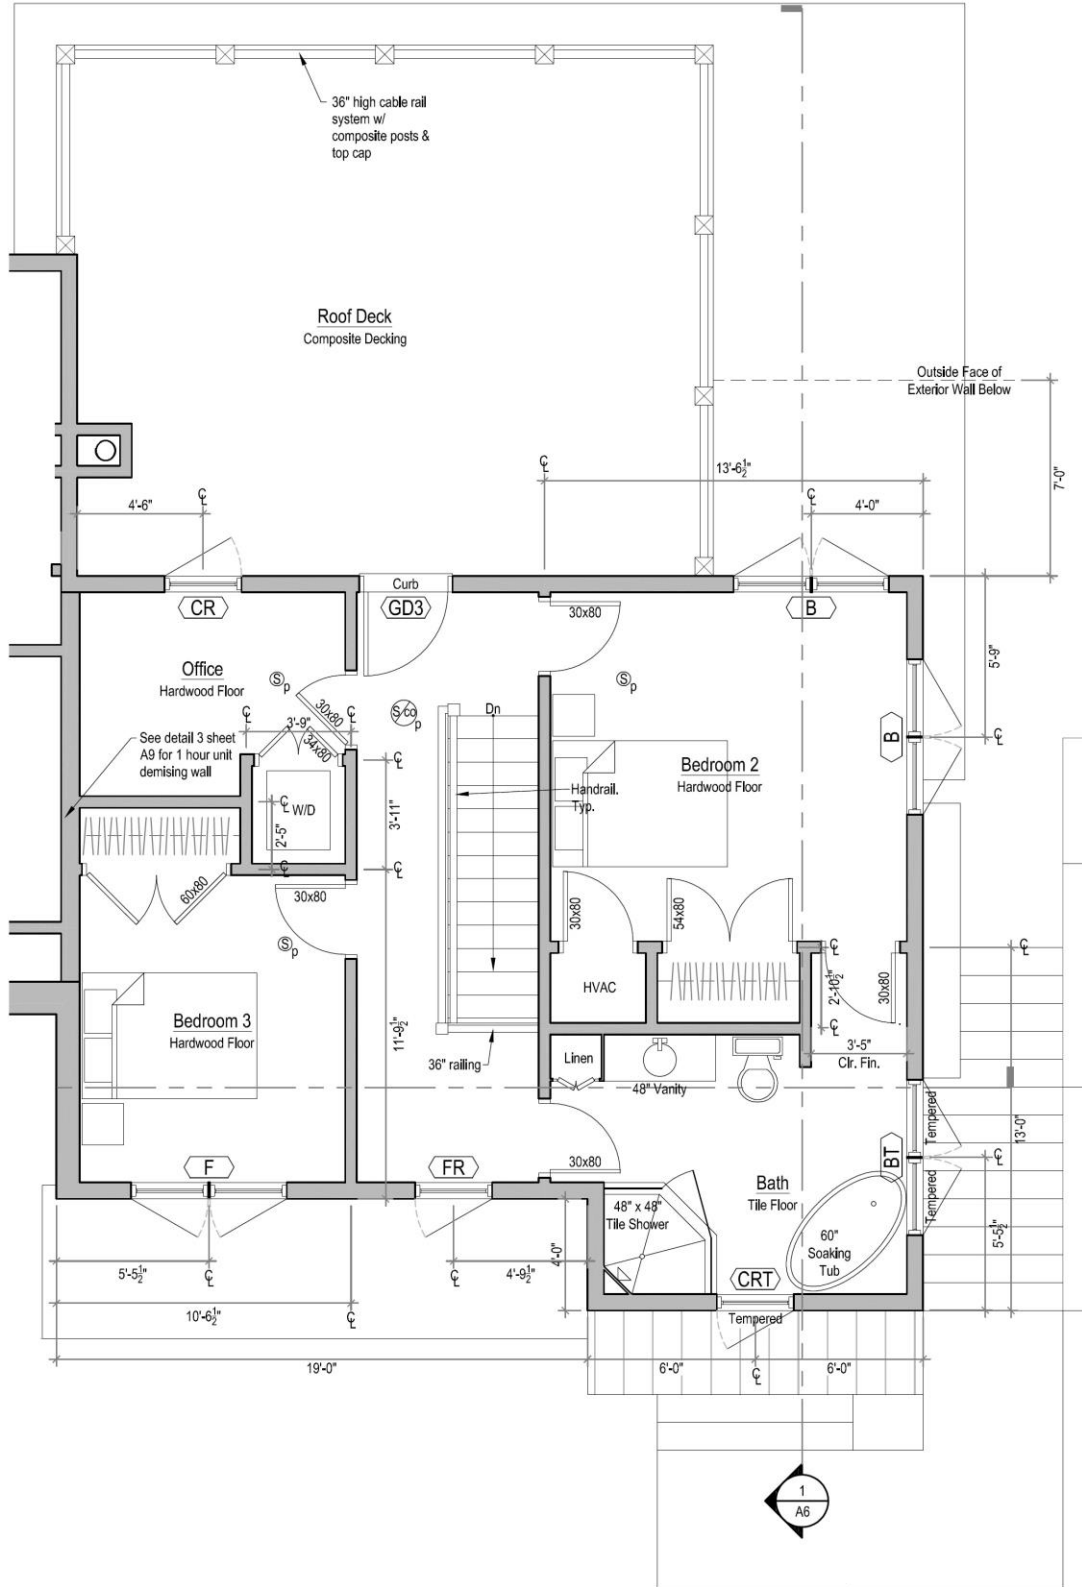 36" high cable rail
system w/
composite posts &
top cap
Roof Deck
Composite Decking
Outside Face of
Exterior Wall Below
13'-6½"
7'-0"
4'-6"
4'-0"
Curb
CR
GD3
30x80
B
5'-9"
Office
Hardwood Floor
Sp
S/co p
Sp
30x80
3'-9"
34x80
Dn
B
See detail 3 sheet
A9 for 1 hour unit
demising wall
Bedroom 2
Hardwood Floor
Handrail.
Typ.
W/D
2'-5"
3'-11"
60x80
30x80
30x80
54x80
Sp
HVAC
2'-10½"
30x80
Bedroom 3
Hardwood Floor
11'-9½"
36" railing
Linen
48" Vanity
3'-5"
Clr. Fin.
Tempered
13'-0"
F
FR
30x80
Bath
Tile Floor
BT
Tempered
48" x 48"
Tile Shower
60"
Soaking
Tub
5'-5½"
5'-5½"
4'-9½"
4'-0"
CRT
Tempered
10'-6½"
19'-0"
6'-0"
6'-0"
1
A6